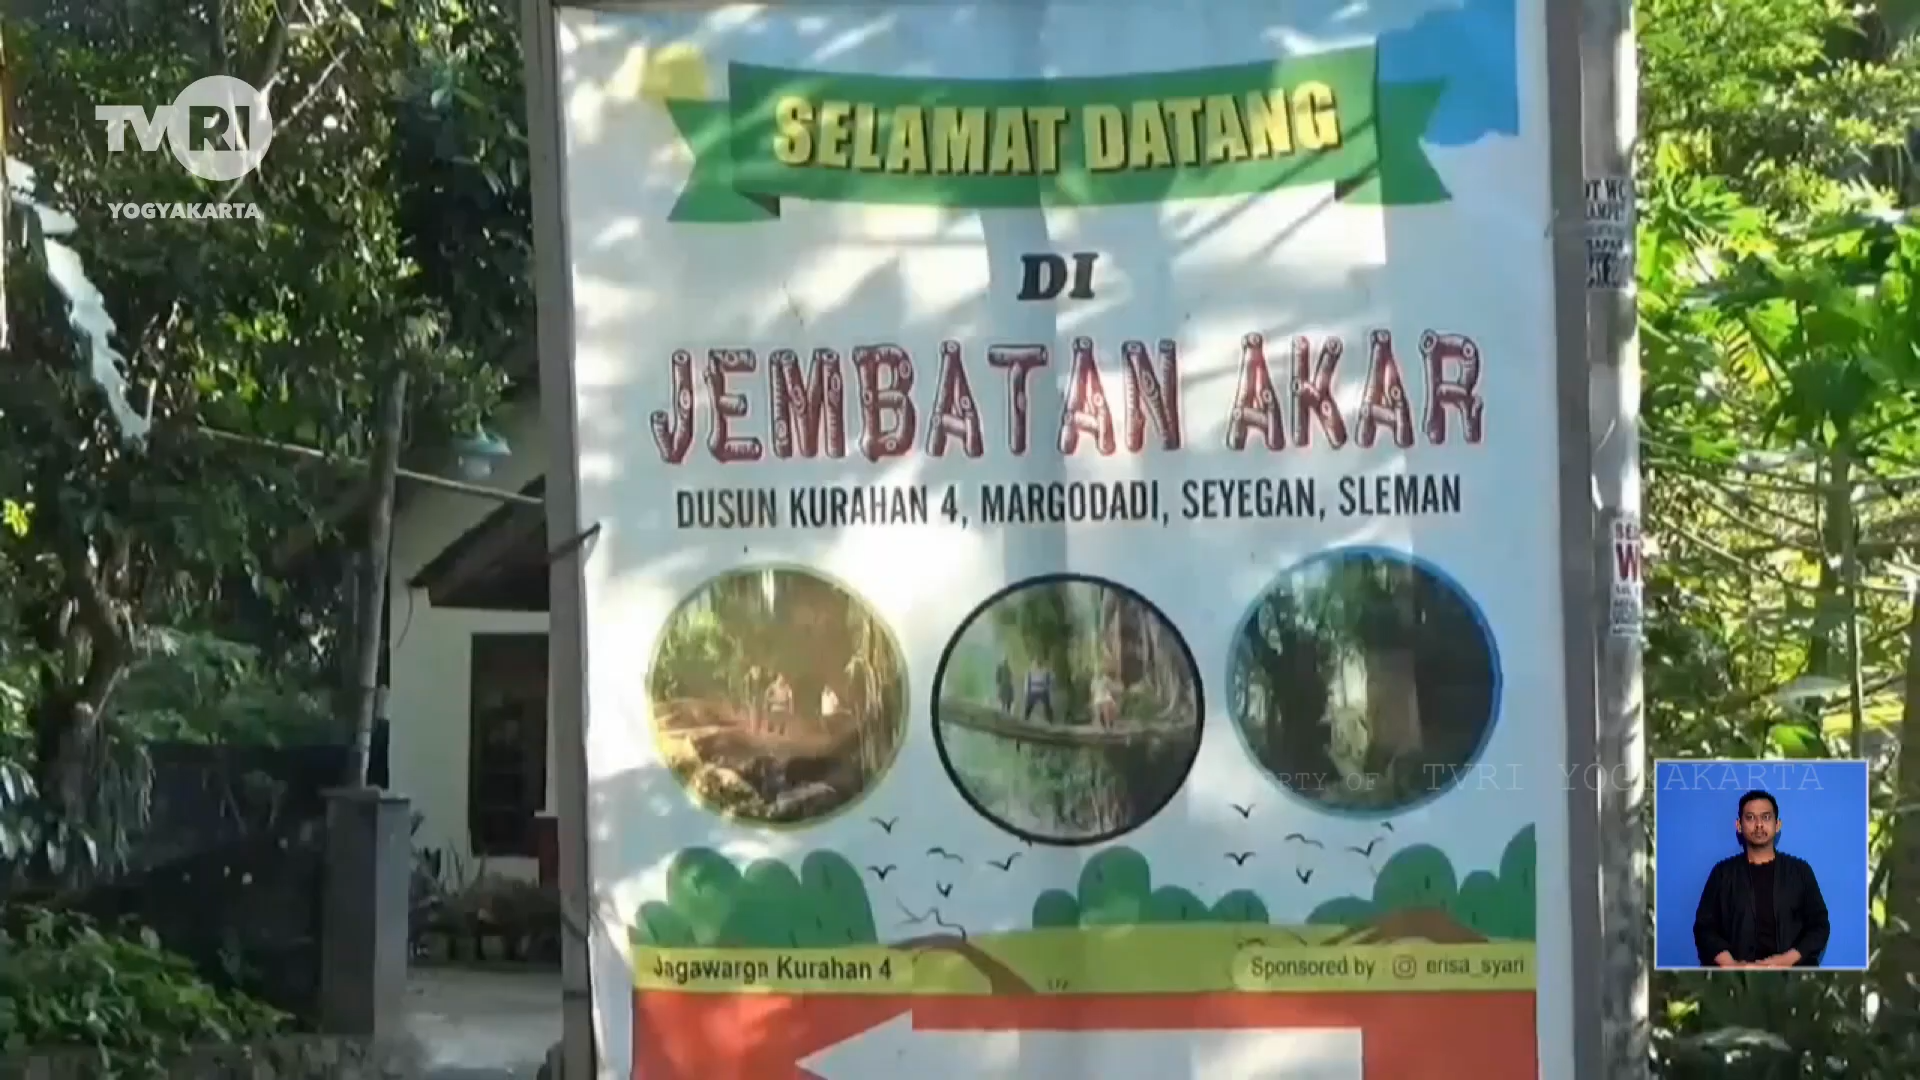 TVRI
YOGYAKARTA
SELAMAT DATANG
DI
JEMBATAN AKAR
DUSUN KURAHAN 4, MARGODADI, SEYEGAN, SLEMAN
OF TVRI YOGYAKARTA
Jagawarga Kurahan 4
Sponsored by erisa_syari